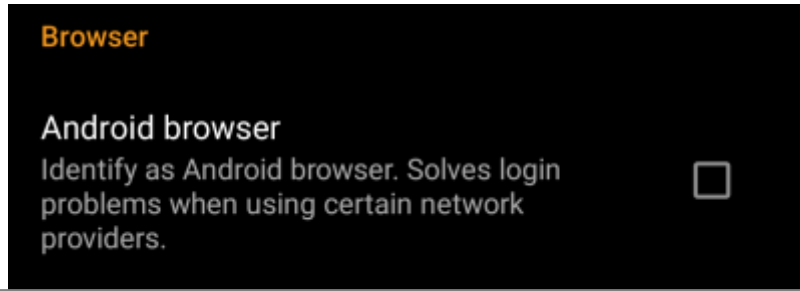 Browser
Android browser
Identify as Android browser. Solves login
problems when using certain network
providers.